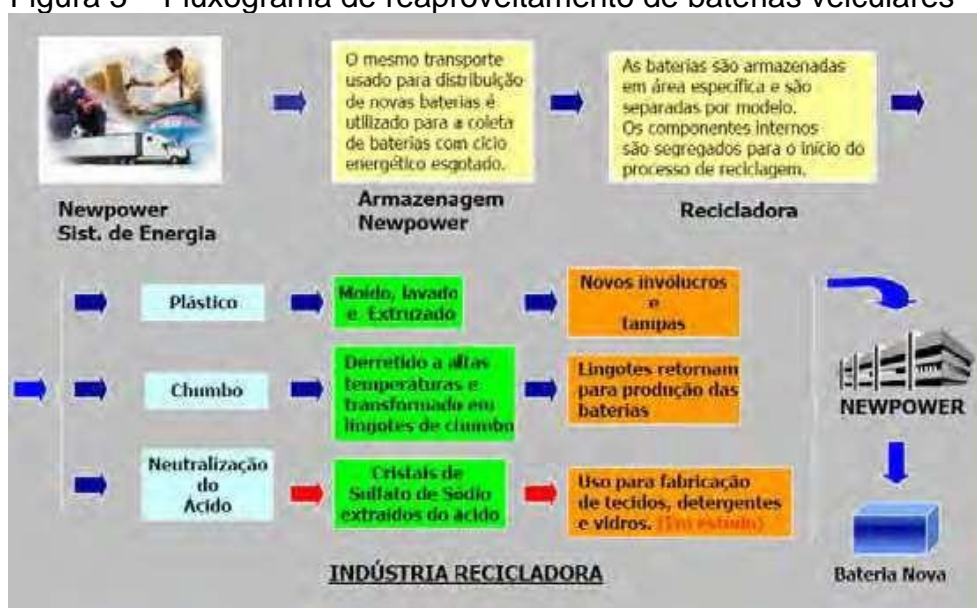 Figura 3 – Fluxograma de reaproveitamento de baterias veiculares
O mesmo transporte
usado para distribuição
de novas baterias é
utilizado para a coleta
de baterias com ciclo
energético esgotado.
As baterias são armazenadas
em área específica e são
separadas por modelo.
Os componentes internos
são segregados para o início do
processo de reciclagem.
Newpower
Sist. de Energia
Armazenagem
Newpower
Recicladora
Plástico
Moído, lavado
e Extruzado
Novos invólucros
e
tampas
Chumbo
Derretido a altas
temperaturas e
transformado em
lingotes de chumbo
Lingotes retornam
para produção das
baterias
NEWPOWER
Neutralização
do
Acido
Cristais de
Sulfato de Sódio
extraídos do acido
Uso para fabricação
de tecidos, detergentes
e vidros. (Em estudo)
Bateria Nova
INDÚSTRIA RECICLADORA